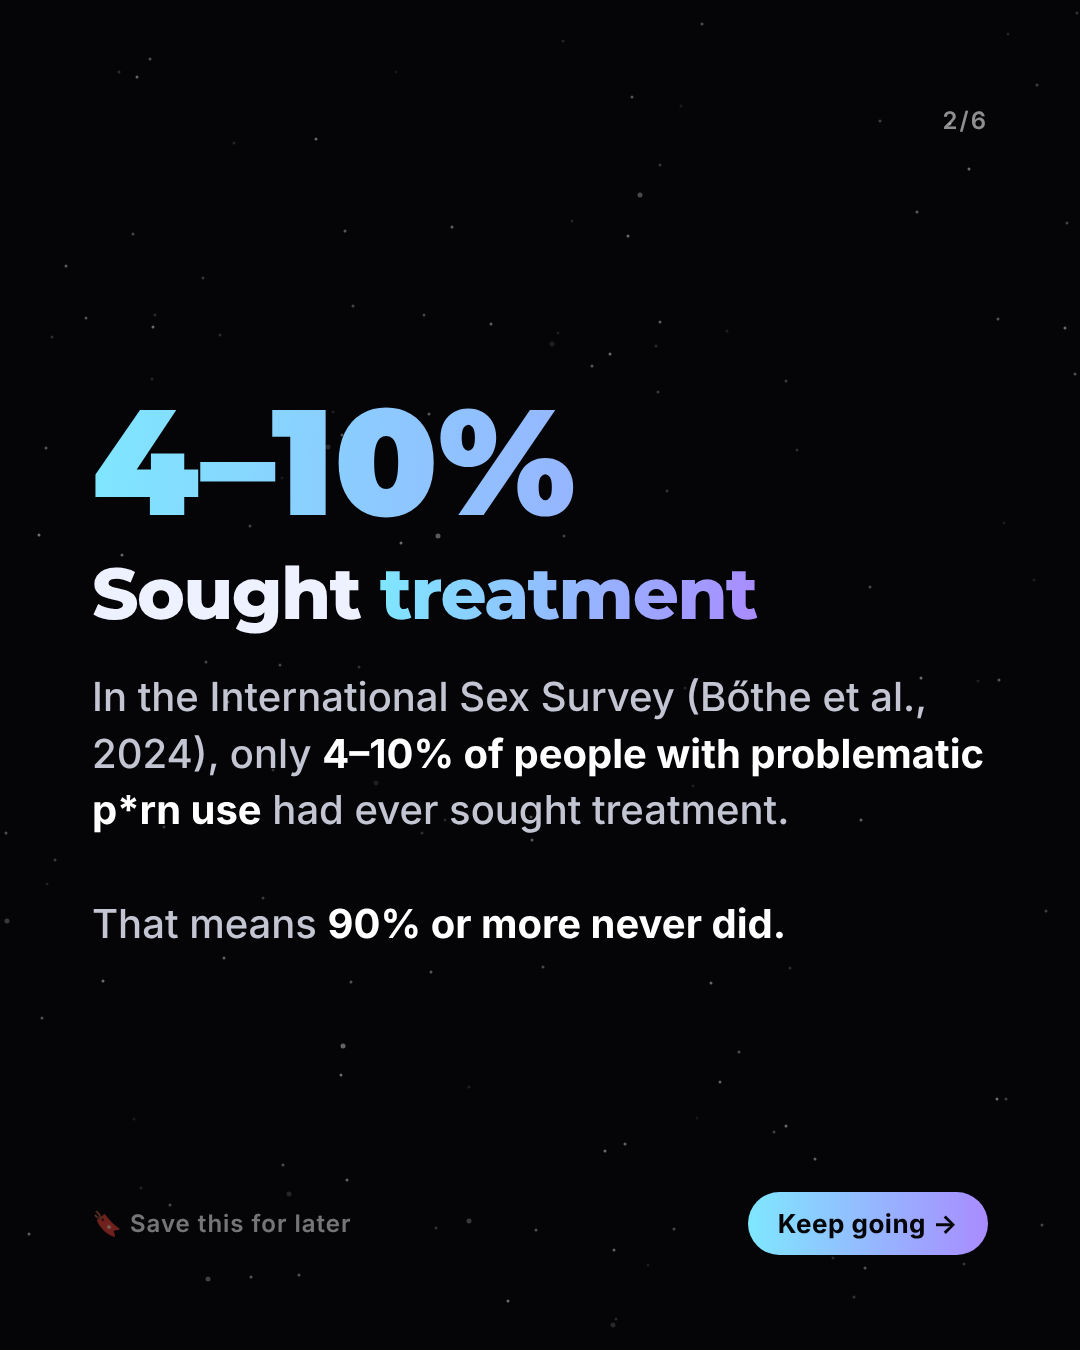 2/6
4–10%
Sought treatment
In the International Sex Survey (Bőthe et al.,
2024), only 4–10% of people with problematic
p*rn use had ever sought treatment.
That means 90% or more never did.
🔖 Save this for later
Keep going →